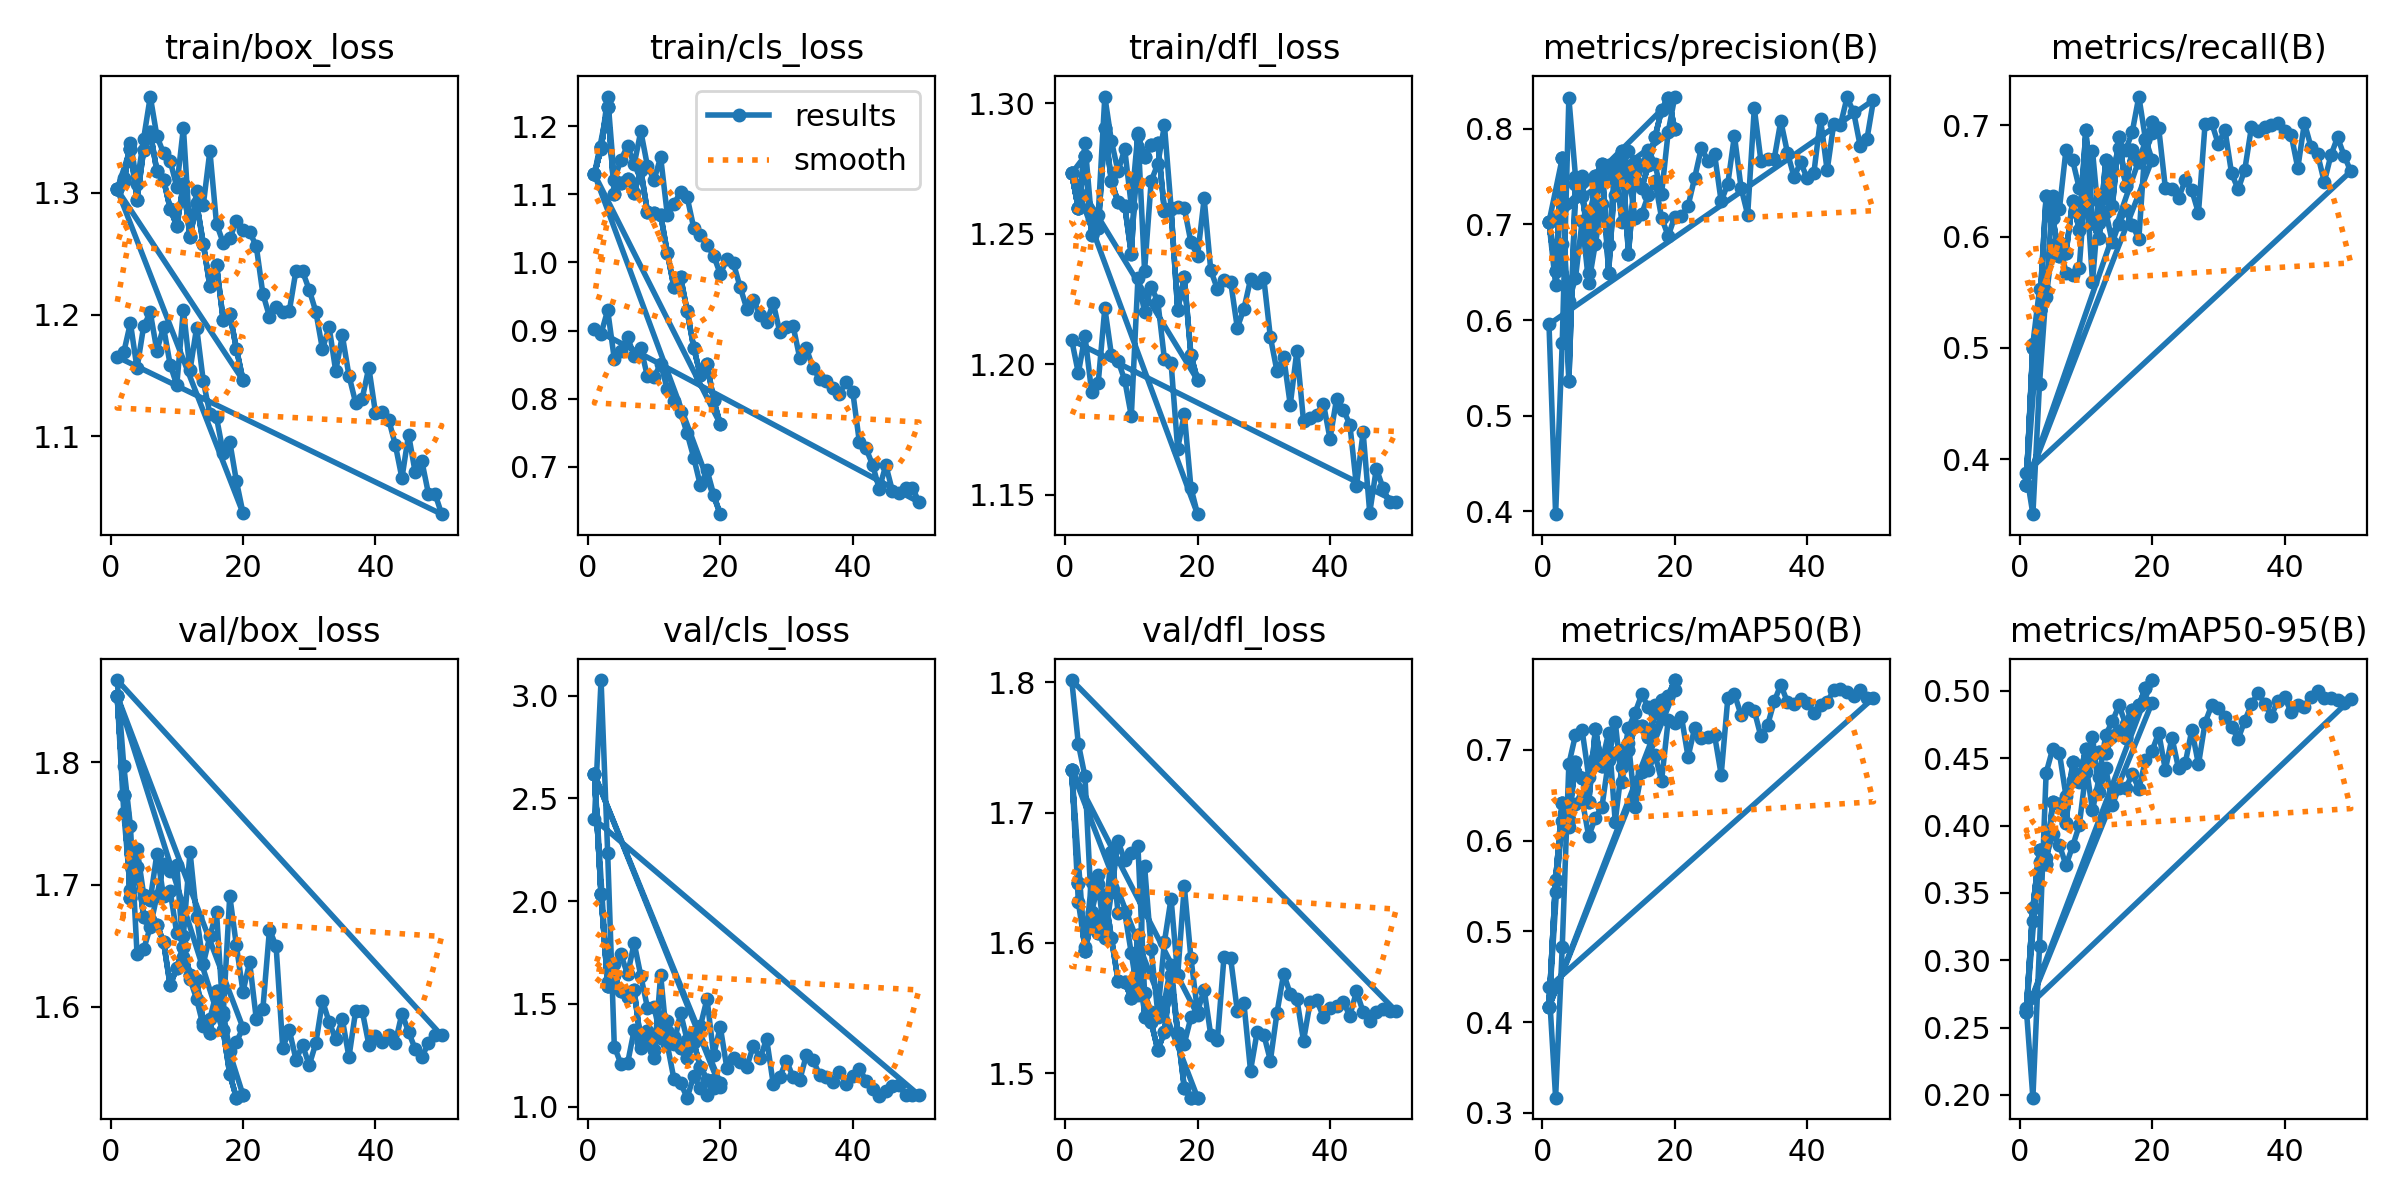 train/box_loss
1.3
1.2
1.1
0 20 40
train/cls_loss
results
smooth
1.2
1.1
1.0
0.9
0.8
0.7
0 20 40
train/dfl_loss
1.30
1.25
1.20
1.15
0 20 40
metrics/precision(B)
0.8
0.7
0.6
0.5
0.4
0 20 40
metrics/recall(B)
0.7
0.6
0.5
0.4
0 20 40
val/box_loss
1.8
1.7
1.6
0 20 40
val/cls_loss
3.0
2.5
2.0
1.5
1.0
0 20 40
val/dfl_loss
1.8
1.7
1.6
1.5
0 20 40
metrics/mAP50(B)
0.7
0.6
0.5
0.4
0.3
0 20 40
metrics/mAP50-95(B)
0.50
0.45
0.40
0.35
0.30
0.25
0.20
0 20 40